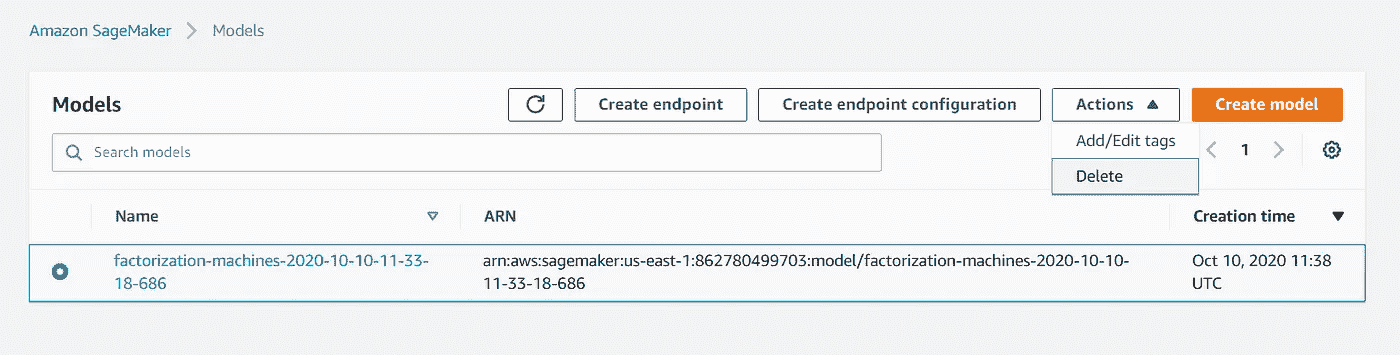 Amazon SageMaker > Models
Models
Create endpoint
Create endpoint configuration
Actions
Create model
Search models
Add/Edit tags
1
Delete
Name
ARN
Creation time
factorization-machines-2020-10-10-11-33-
18-686
arn:aws:sagemaker:us-east-1:862780499703:model/factorization-machines-2020-10-10-
11-33-18-686
Oct 10, 2020 11:38
UTC